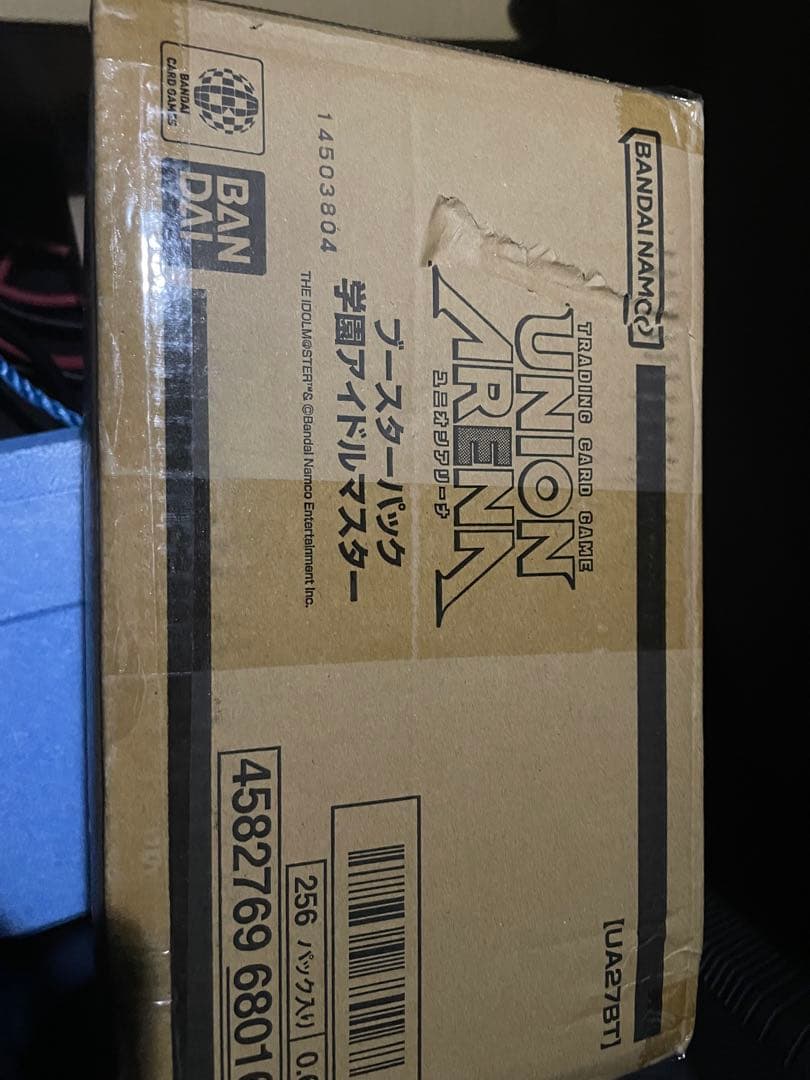 BANDAI NAMCO
【UA27BT】
TRADING CARD GAME
UNION
ARENA
ユニオンアリーナ
ブースターパック
学園アイドルマスター
THE IDOLM@STER™& ©Bandai Namco Entertainment Inc.
14503804
BANDAI
CARD GAMES
BAN
DAI
256 パック入り
4582769 6801